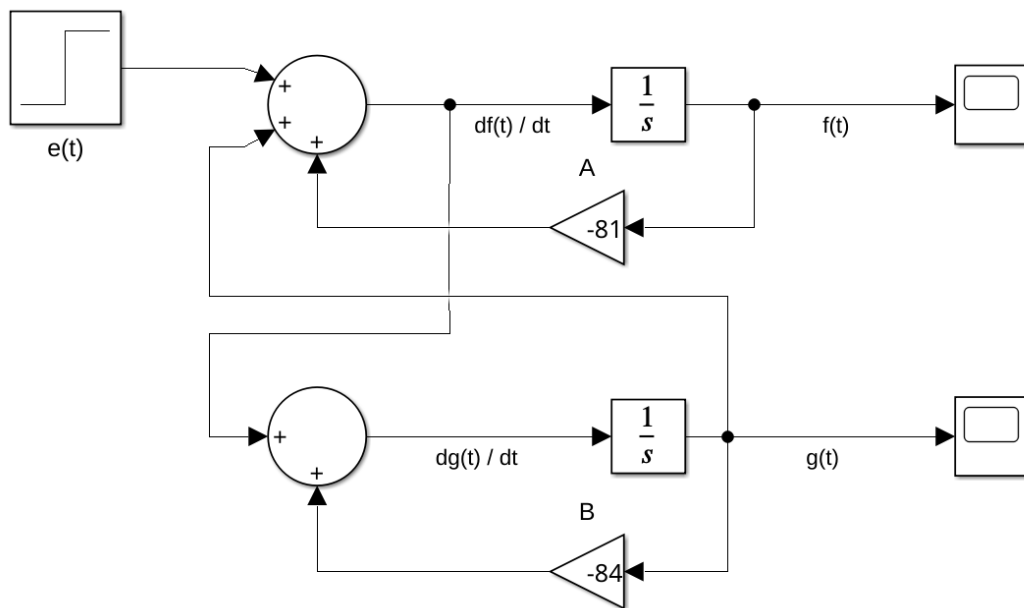 e(t)
+
+
+
df(t) / dt
1
s
f(t)
A
-81
+
+
dg(t) / dt
1
s
g(t)
B
-84